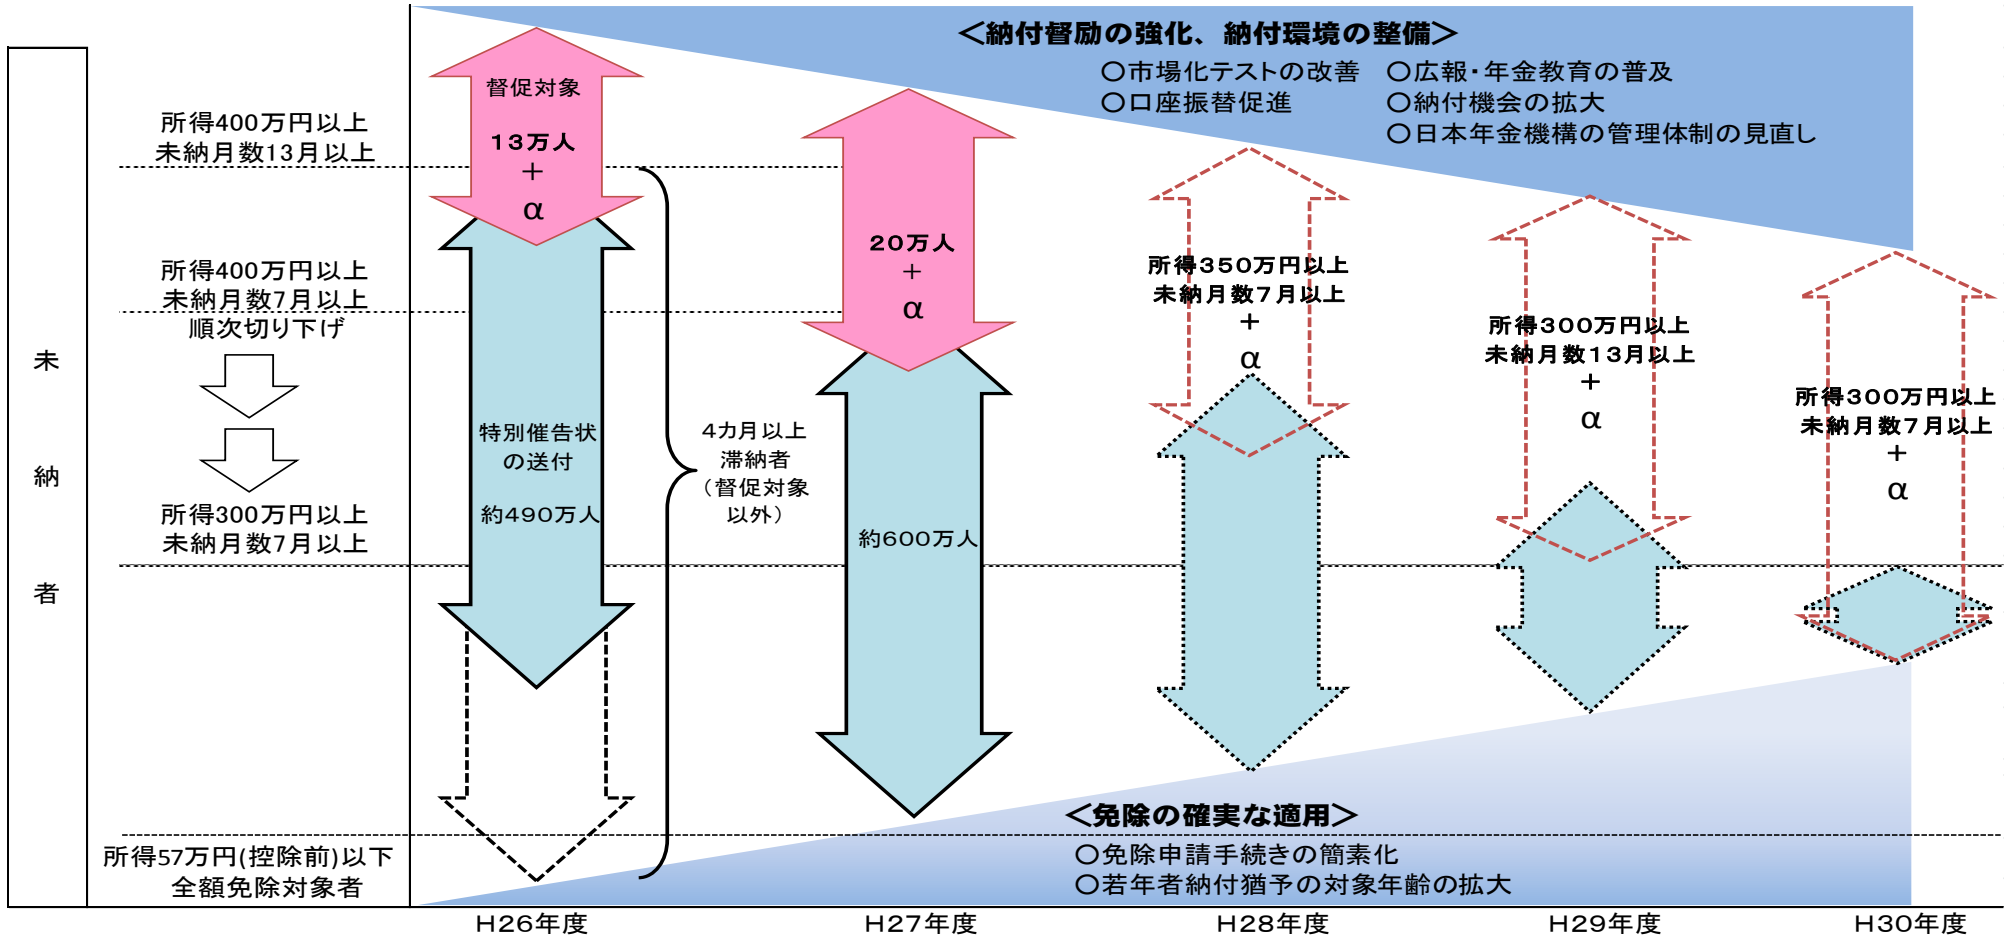 ＜納付督励の強化、納付環境の整備＞
○市場化テストの改善
○口座振替促進
○広報・年金教育の普及
○納付機会の拡大
○日本年金機構の管理体制の見直し
未
納
者
所得400万円以上
未納月数13月以上
所得400万円以上
未納月数7月以上
順次切り下げ
所得300万円以上
未納月数7月以上
所得57万円(控除前)以下
全額免除対象者
督促対象
13万人
＋
α
特別催告状
の送付
約490万人
4カ月以上
滞納者
（督促対象
以外）
20万人
＋
α
約600万人
所得350万円以上
未納月数7月以上
＋
α
所得300万円以上
未納月数13月以上
＋
α
所得300万円以上
未納月数7月以上
＋
α
＜免除の確実な適用＞
○免除申請手続きの簡素化
○若年者納付猶予の対象年齢の拡大
H26年度
H27年度
H28年度
H29年度
H30年度